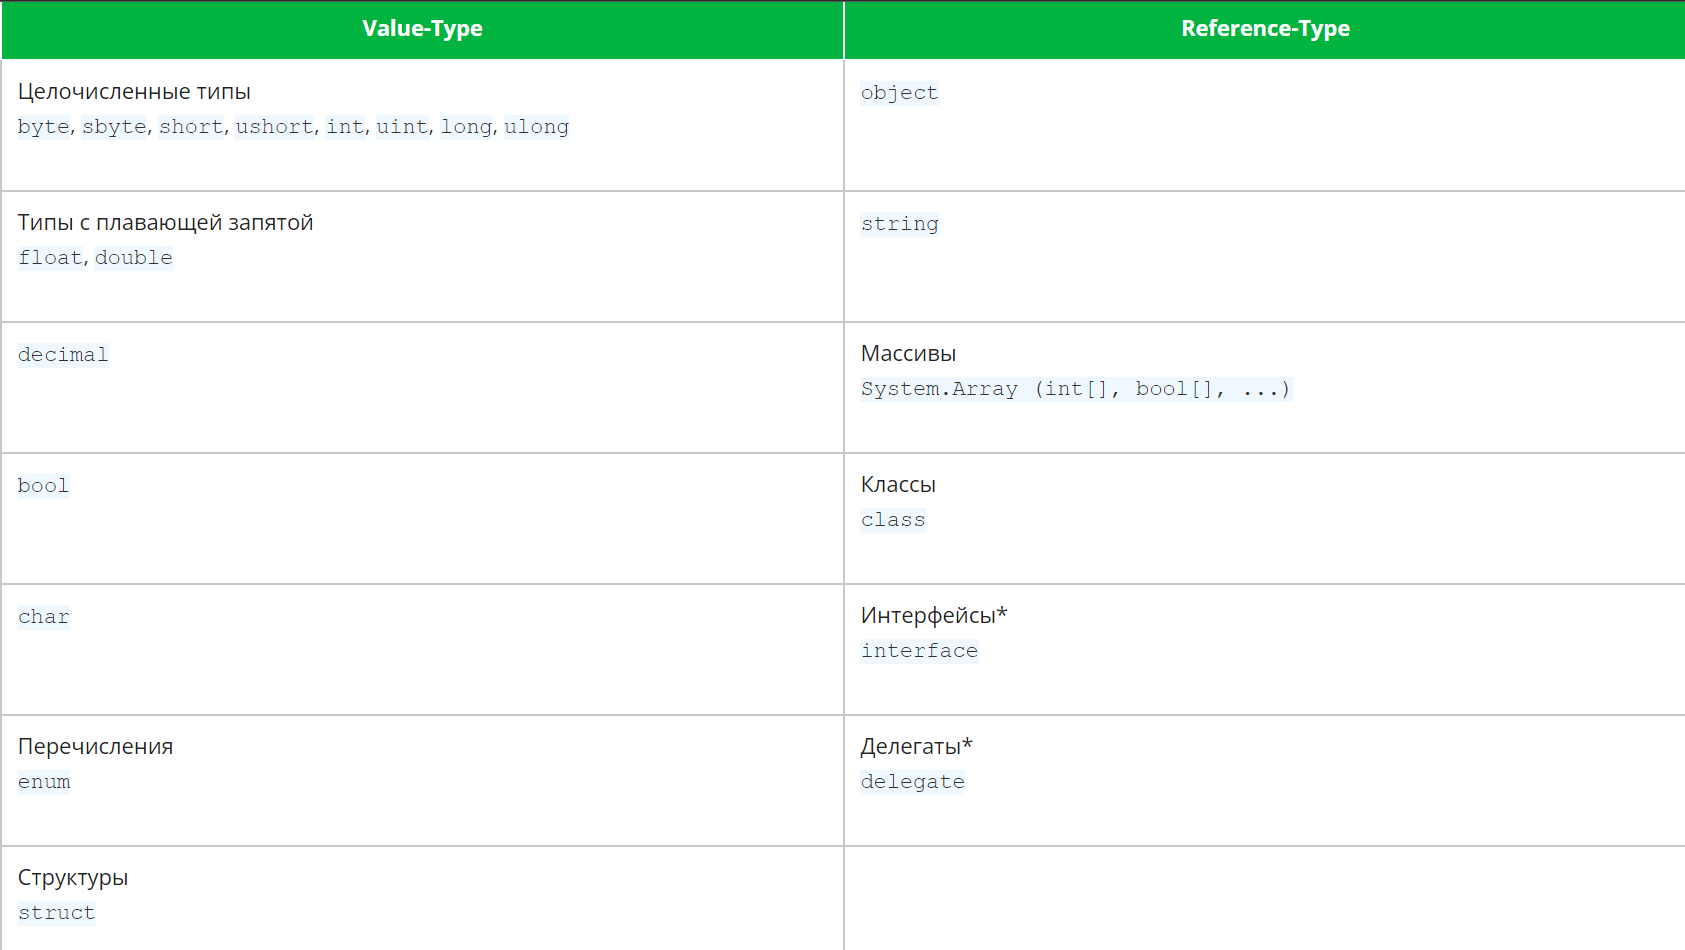 Value-Type
Reference-Type
Целочисленные типы
byte, sbyte, short, ushort, int, uint, long, ulong
object
Типы с плавающей запятой
float, double
string
decimal
Массивы
System.Array (int[], bool[], ...)
bool
Классы
class
char
Интерфейсы*
interface
Перечисления
enum
Делегаты*
delegate
Структуры
struct